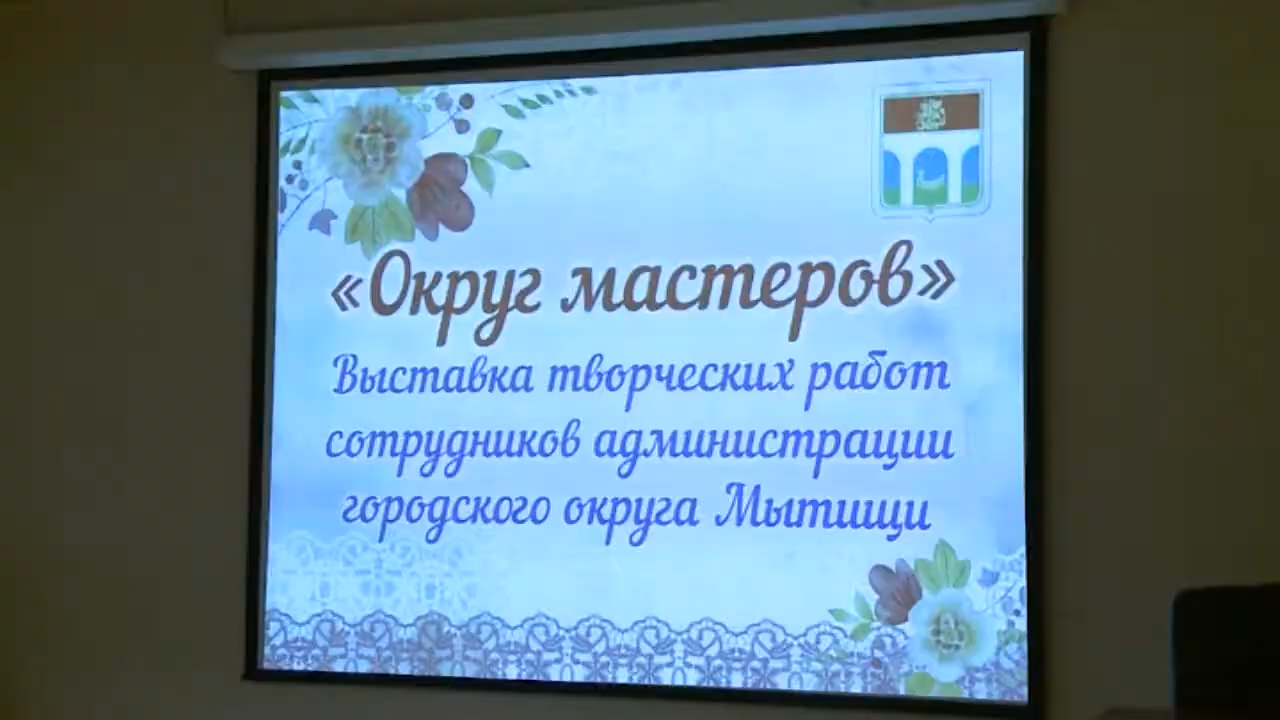 «Округ мастеров»
Выставка творческих работ
сотрудников администрации
городского округа Мытищи